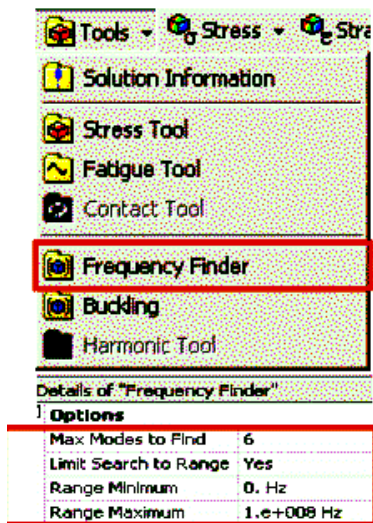 Tools Stress Stra
Solution Information
Stress Tool
Fatigue Tool
Contact Tool
Frequency Finder
Buckling
Harmonic Tool
Details of "Frequency Finder"
Options
Max Modes to Find 6
Limit Search to Range Yes
Range Minimum 0. Hz
Range Maximum 1.e+008 Hz